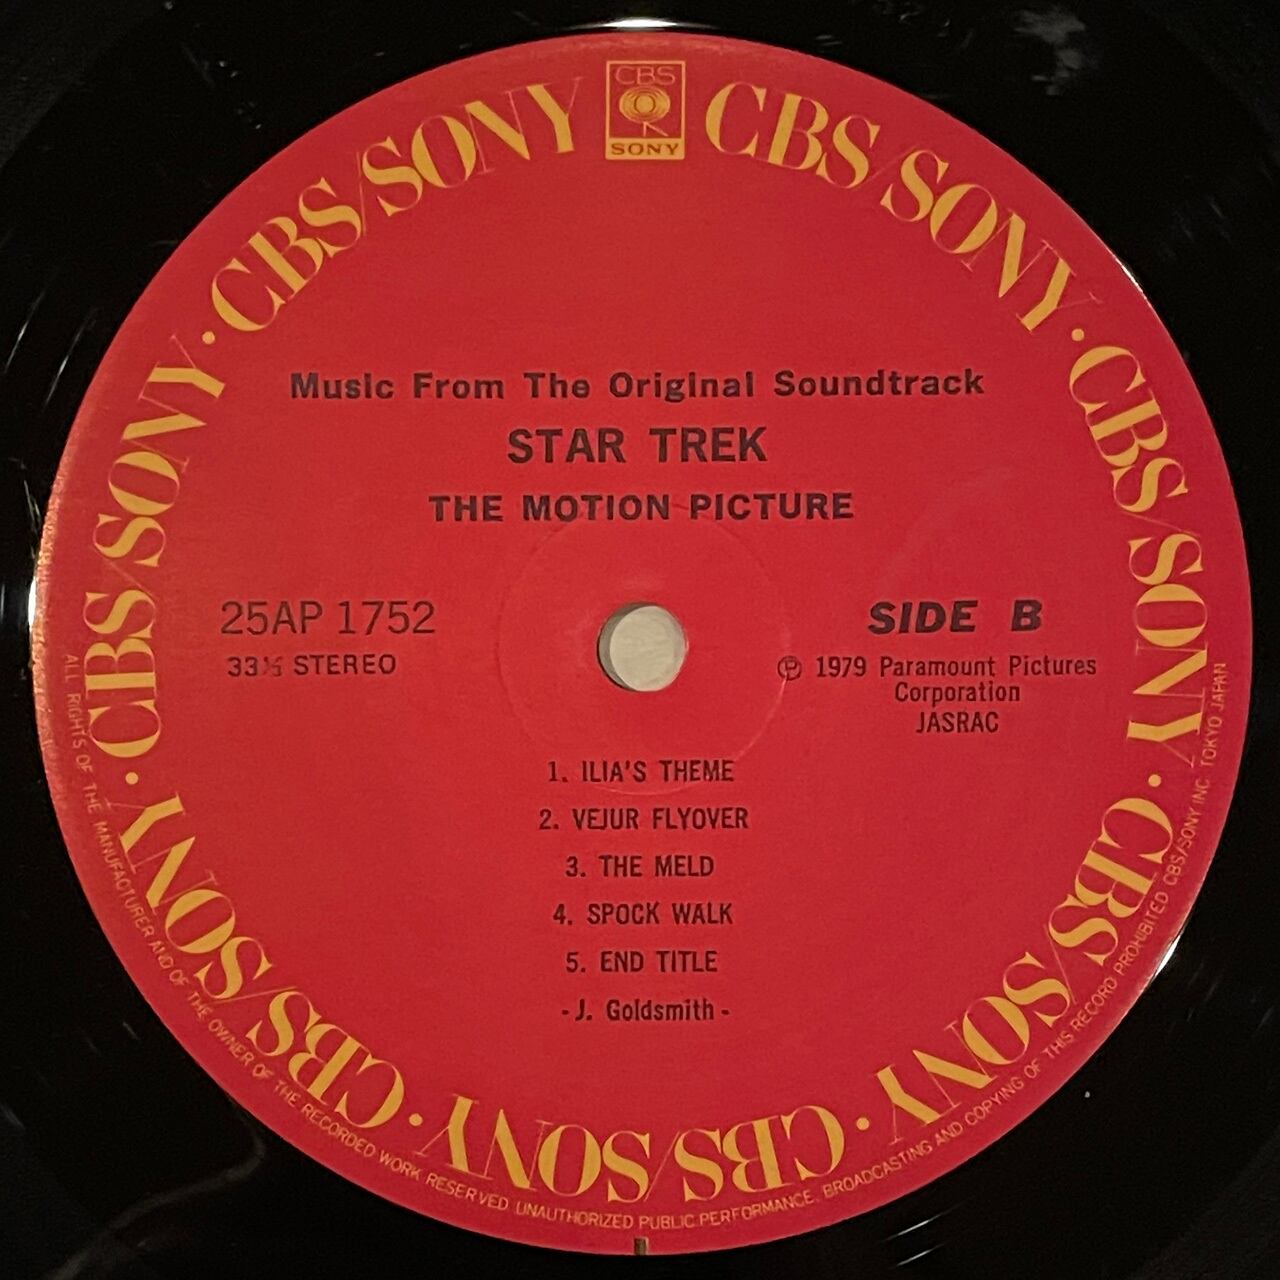 CBS
SONY
CBS/SONY · CBS/SONY · CBS/SONY · CBS/SONY · CBS/SONY · CBS/SONY · CBS/SONY
Music From The Original Soundtrack
STAR TREK
THE MOTION PICTURE
25AP 1752
33⅓ STEREO
SIDE B
Ⓟ 1979 Paramount Pictures
Corporation
JASRAC
1. ILIA'S THEME
2. VEJUR FLYOVER
3. THE MELD
4. SPOCK WALK
5. END TITLE
-J. Goldsmith-
ALL RIGHTS OF THE MANUFACTURER AND OF THE OWNER OF THE RECORDED WORK RESERVED UNAUTHORIZED PUBLIC PERFORMANCE, BROADCASTING AND COPYING OF THIS RECORD PROHIBITED CBS/SONY INC TOKYO JAPAN